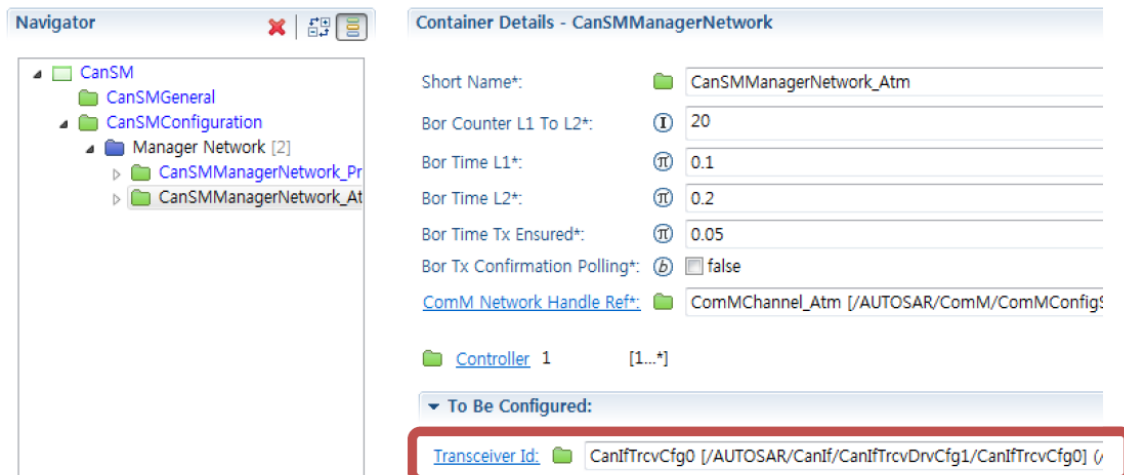 Navigator
CanSM
CanSMGeneral
CanSMConfiguration
Manager Network [2]
CanSMManagerNetwork_Pr
CanSMManagerNetwork_At
Container Details - CanSMManagerNetwork
Short Name*: CanSMManagerNetwork_Atm
Bor Counter L1 To L2*: I 20
Bor Time L1*: π 0.1
Bor Time L2*: π 0.2
Bor Time Tx Ensured*: π 0.05
Bor Tx Confirmation Polling*: b false
ComM Network Handle Ref*: ComMChannel_Atm [/AUTOSAR/ComM/ComMConfigS
Controller 1 [1...*]
To Be Configured:
Transceiver Id: CanIfTrcvCfg0 [/AUTOSAR/CanIf/CanIfTrcvDrvCfg1/CanIfTrcvCfg0] (/